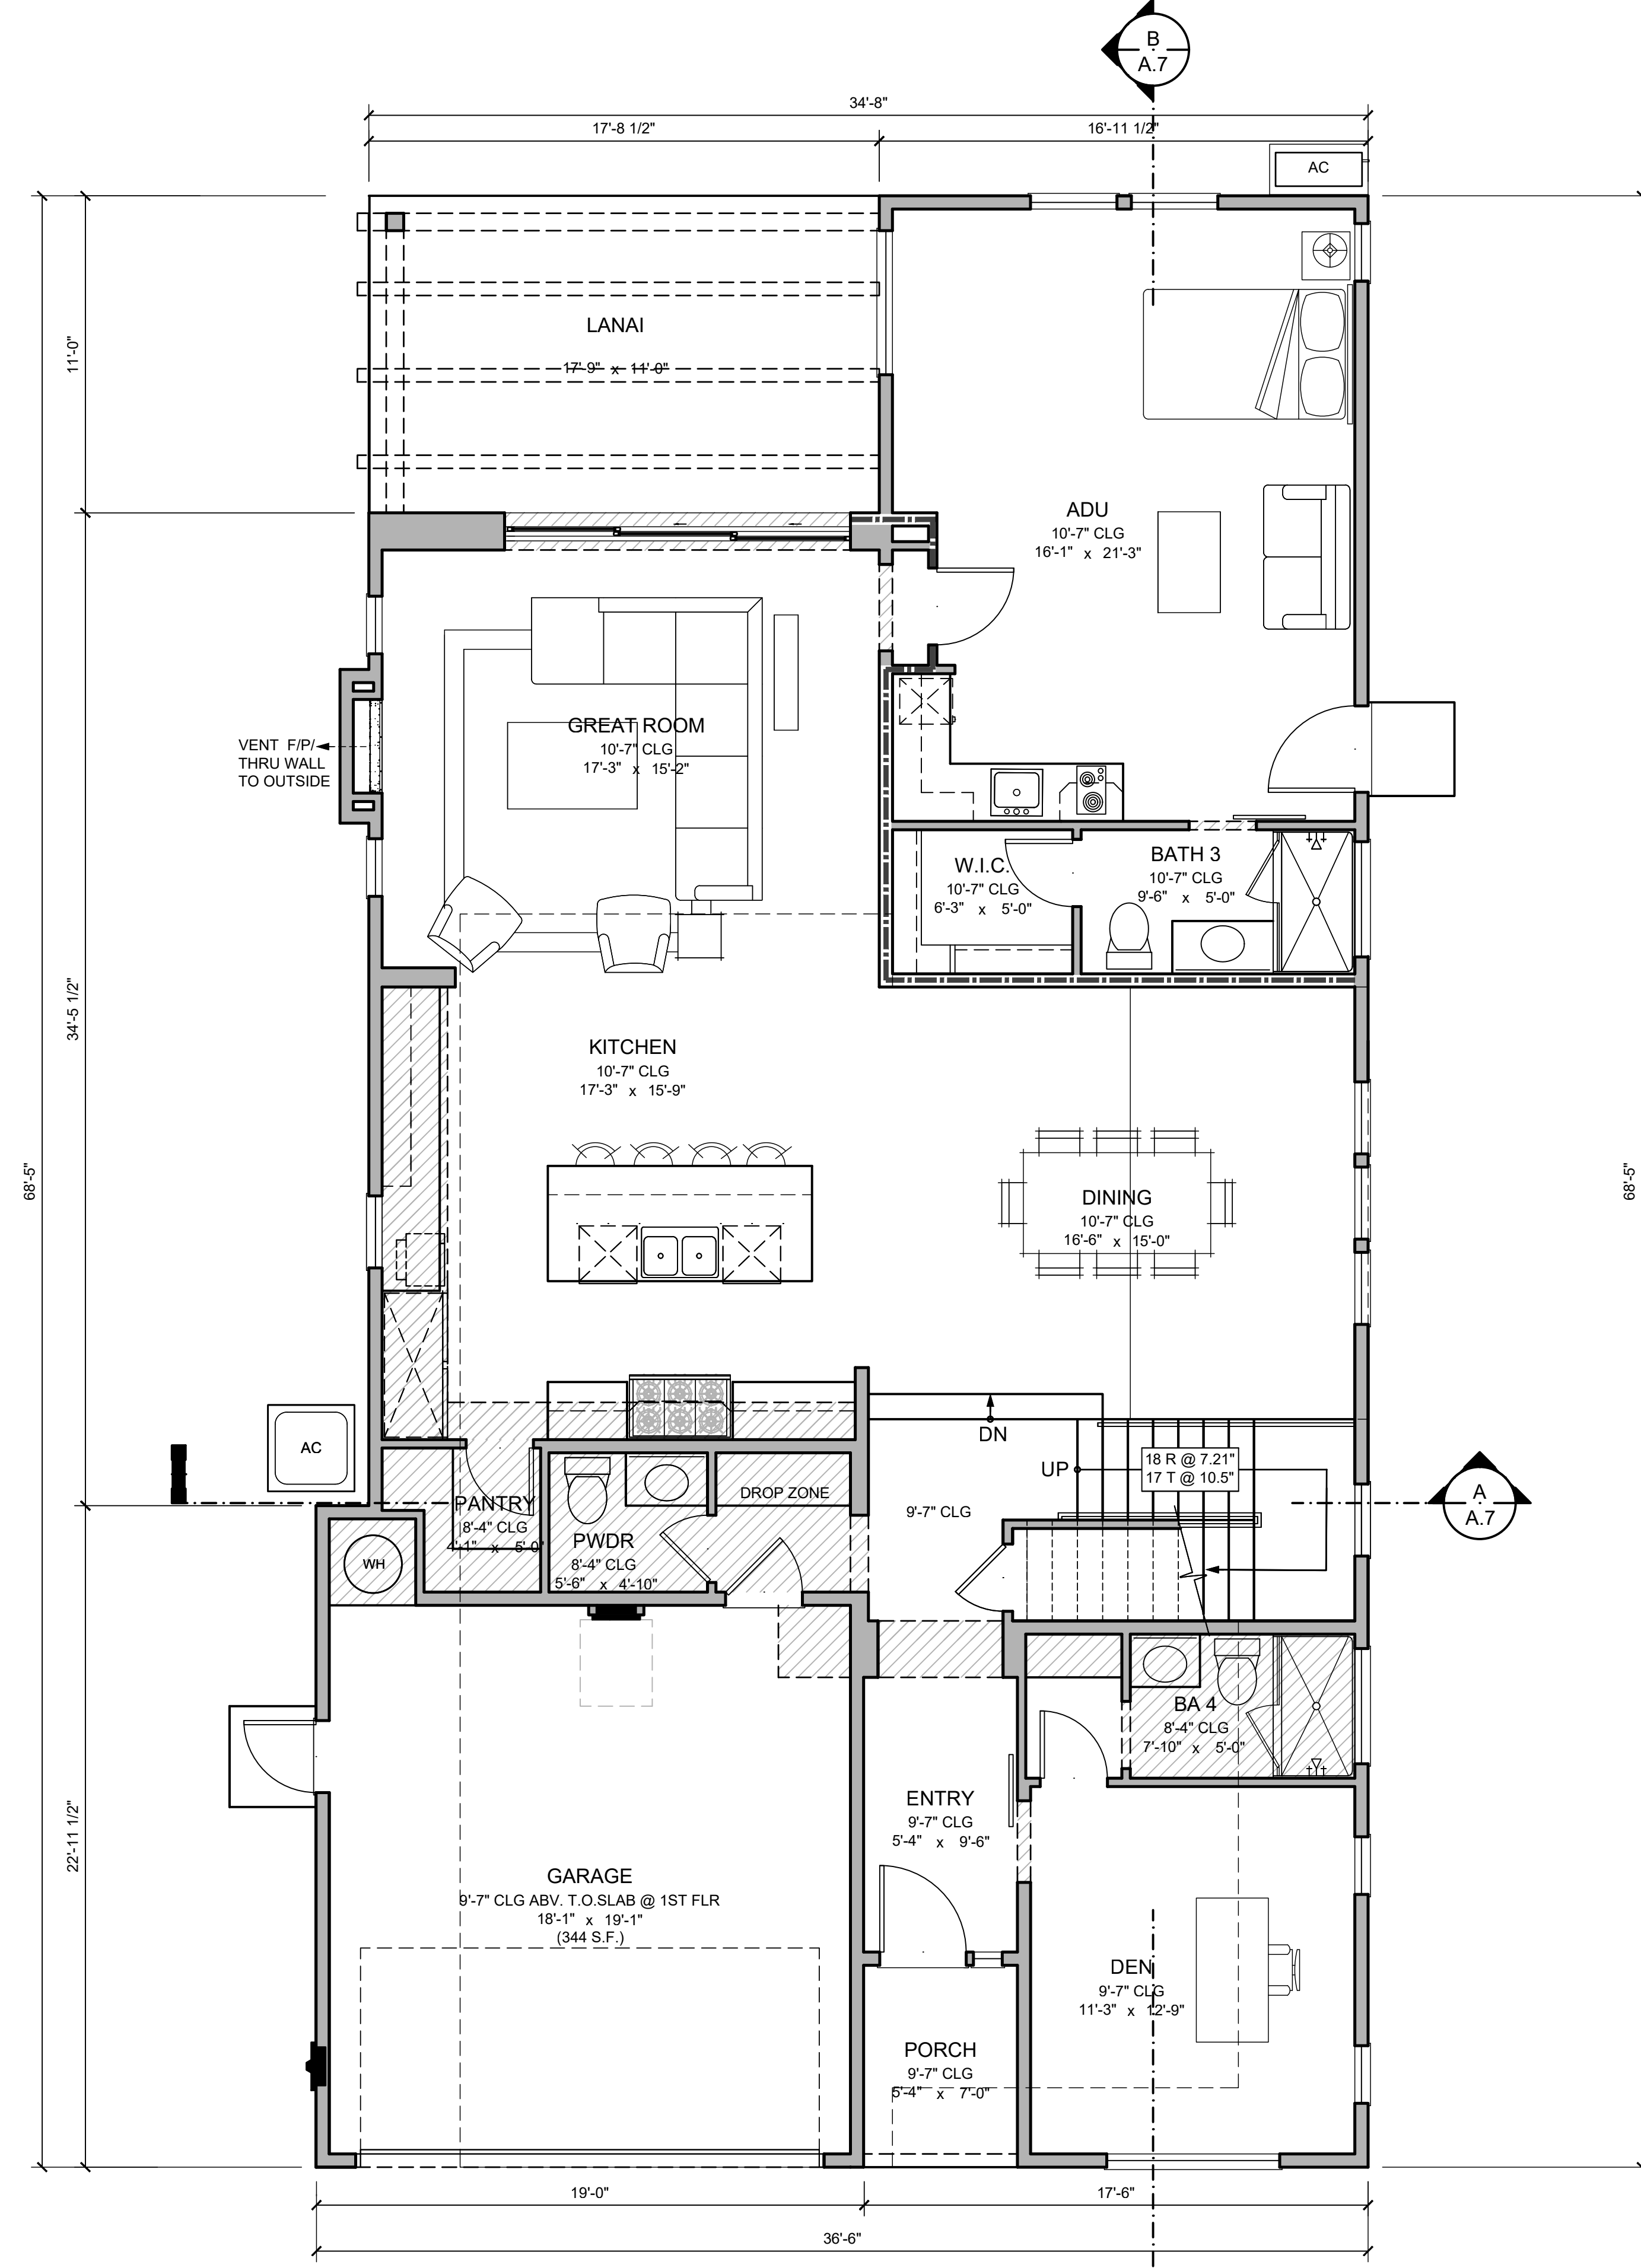 B
A.7
34'-8"
17'-8 1/2"
16'-11 1/2"
AC
11'-0"
LANAI
17'-9" x 11'-0"
ADU
10'-7" CLG
16'-1" x 21'-3"
GREAT ROOM
10'-7" CLG
17'-3" x 15'-2"
VENT F/P/
THRU WALL
TO OUTSIDE
W.I.C.
10'-7" CLG
6'-3" x 5'-0"
BATH 3
10'-7" CLG
9'-6" x 5'-0"
34'-5 1/2"
KITCHEN
10'-7" CLG
17'-3" x 15'-9"
68'-5"
68'-5"
DINING
10'-7" CLG
16'-6" x 15'-0"
AC
DN
UP
18 R @ 7.21"
17 T @ 10.5"
A
A.7
PANTRY
8'-4" CLG
4'-1" x 5'-0"
DROP ZONE
9'-7" CLG
WH
PWDR
8'-4" CLG
5'-6" x 4'-10"
BA 4
8'-4" CLG
7'-10" x 5'-0"
ENTRY
9'-7" CLG
5'-4" x 9'-6"
22'-11 1/2"
GARAGE
9'-7" CLG ABV. T.O.SLAB @ 1ST FLR
18'-1" x 19'-1"
(344 S.F.)
DEN
9'-7" CLG
11'-3" x 12'-9"
PORCH
9'-7" CLG
5'-4" x 7'-0"
19'-0"
17'-6"
36'-6"